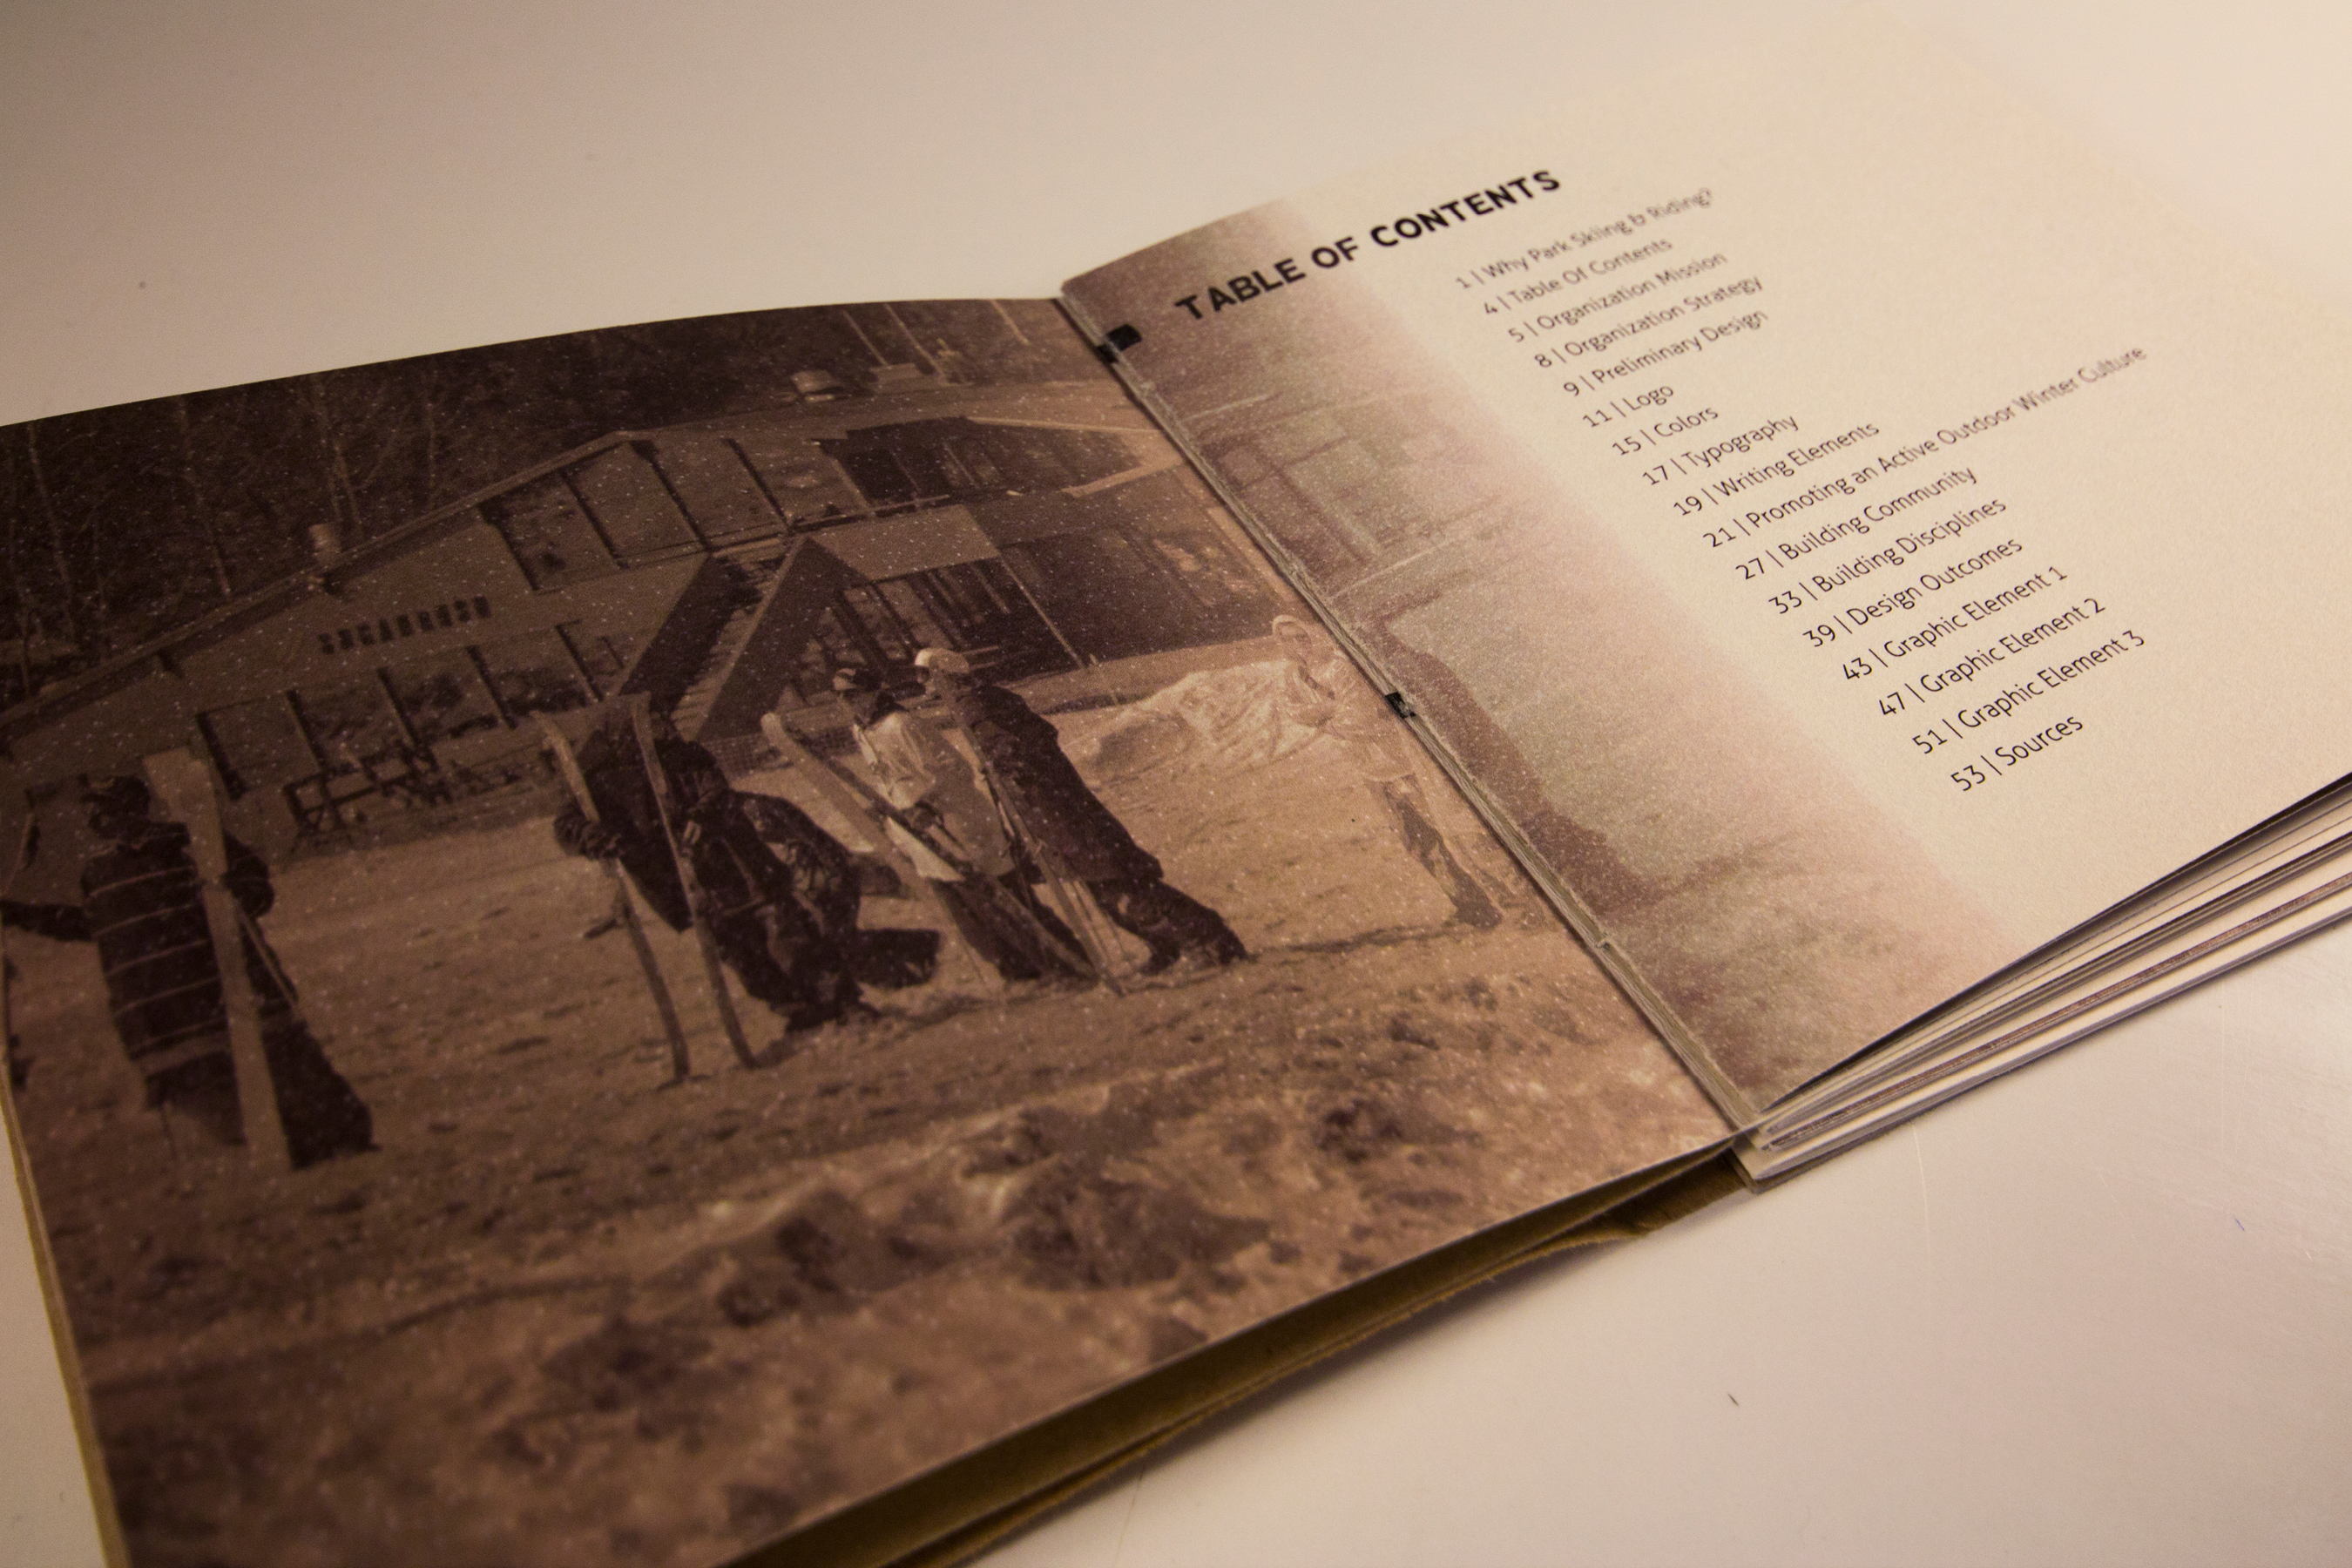 TABLE OF CONTENTS
1 | Why Park Skiing & Riding?
4 | Table Of Contents
5 | Organization Mission
8 | Organization Strategy
9 | Preliminary Design
11 | Logo
15 | Colors
17 | Typography
19 | Writing Elements
21 | Promoting an Active Outdoor Winter Culture
27 | Building Community
33 | Building Disciplines
39 | Design Outcomes
43 | Graphic Element 1
47 | Graphic Element 2
51 | Graphic Element 3
53 | Sources